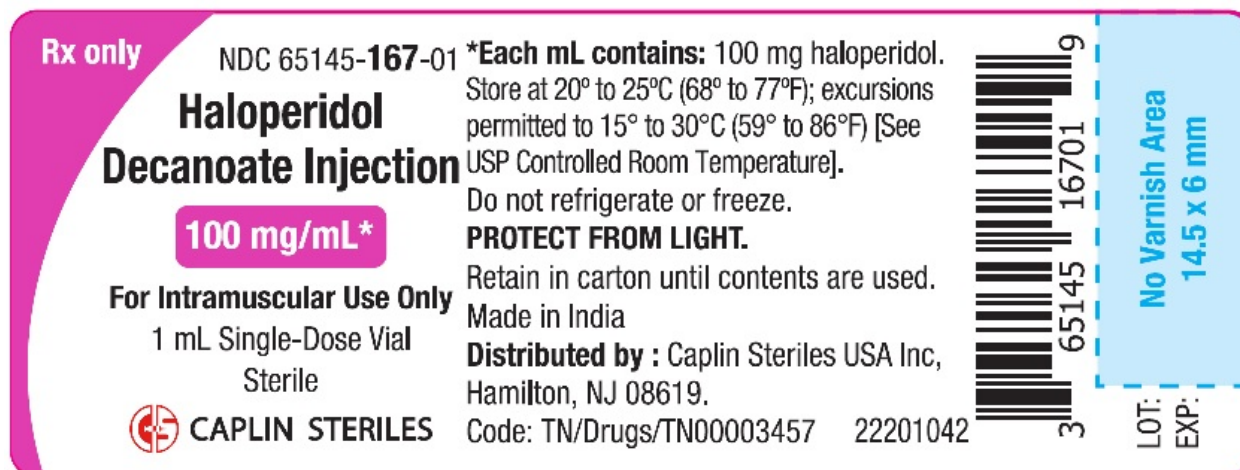 Rx only
NDC 65145-167-01
Haloperidol
Decanoate Injection
100 mg/mL*
For Intramuscular Use Only
1 mL Single-Dose Vial
Sterile
CAPLIN STERILES
*Each mL contains: 100 mg haloperidol.
Store at 20º to 25ºC (68º to 77ºF); excursions
permitted to 15° to 30°C (59° to 86°F) [See
USP Controlled Room Temperature].
Do not refrigerate or freeze.
PROTECT FROM LIGHT.
Retain in carton until contents are used.
Made in India
Distributed by : Caplin Steriles USA Inc,
Hamilton, NJ 08619.
Code: TN/Drugs/TN00003457 22201042
3 65145 16701 9
No Varnish Area
14.5 x 6 mm
LOT:
EXP: